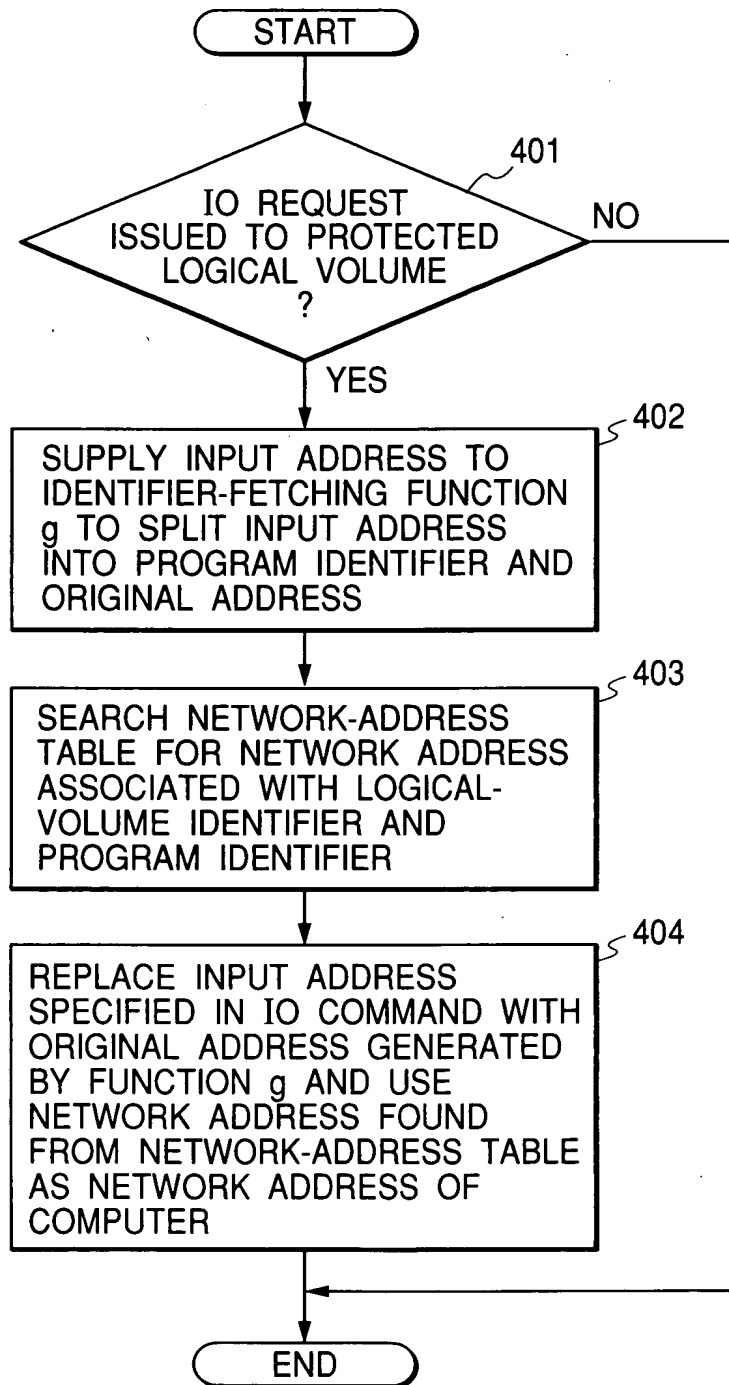 START
401
IO REQUEST
ISSUED TO PROTECTED
LOGICAL VOLUME
?
NO
YES
402
SUPPLY INPUT ADDRESS TO
IDENTIFIER-FETCHING FUNCTION
g TO SPLIT INPUT ADDRESS
INTO PROGRAM IDENTIFIER AND
ORIGINAL ADDRESS
403
SEARCH NETWORK-ADDRESS
TABLE FOR NETWORK ADDRESS
ASSOCIATED WITH LOGICAL-
VOLUME IDENTIFIER AND
PROGRAM IDENTIFIER
404
REPLACE INPUT ADDRESS
SPECIFIED IN IO COMMAND WITH
ORIGINAL ADDRESS GENERATED
BY FUNCTION g AND USE
NETWORK ADDRESS FOUND
FROM NETWORK-ADDRESS TABLE
AS NETWORK ADDRESS OF
COMPUTER
END